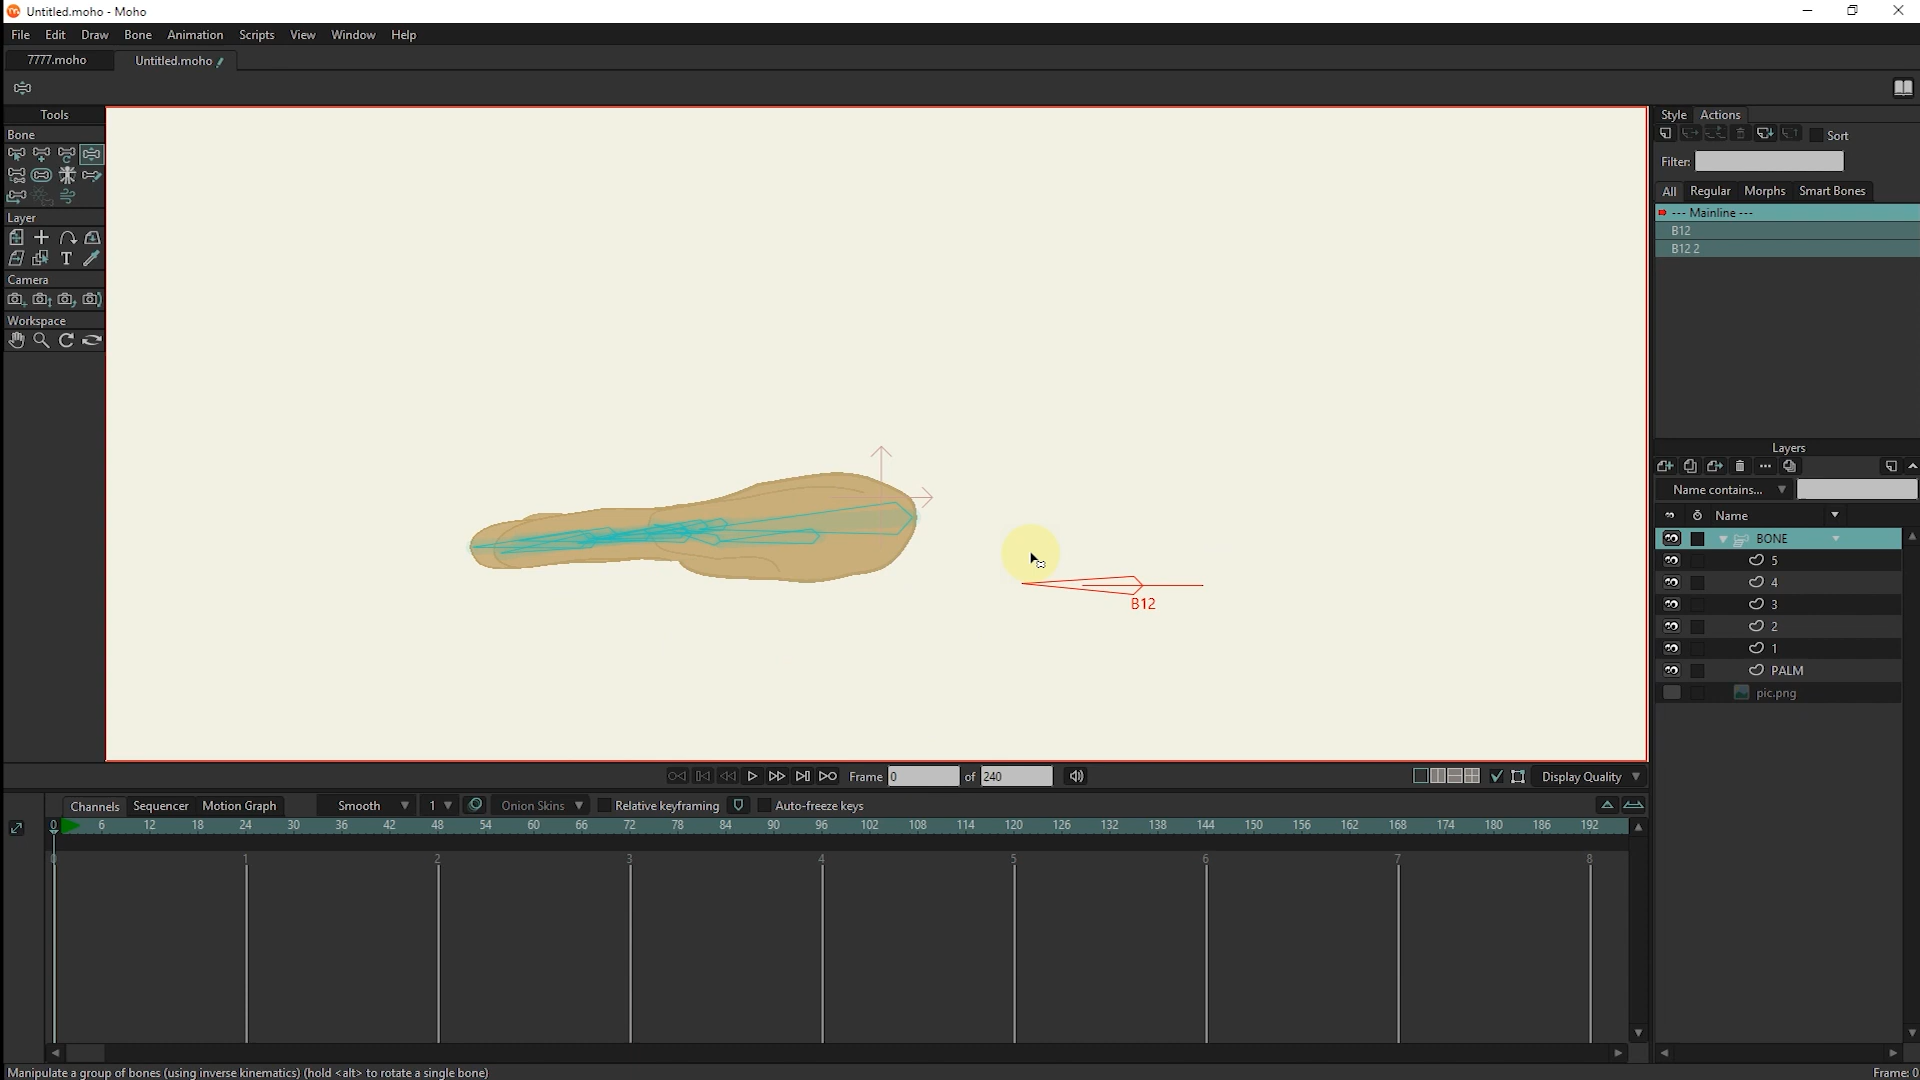 Untitled.moho - Moho
File Edit Draw Bone Animation Scripts View Window Help
7777.moho Untitled.moho
Tools
Bone
Layer
T
Camera
Workspace
Style Actions
Sort
Filter:
All Regular Morphs Smart Bones
--- Mainline ---
B12
B12 2
Layers
Name contains...
Name
BONE
5
4
3
2
1
PALM
pic.png
B12
Frame 0 of 240 Display Quality
Channels Sequencer Motion Graph Smooth 1 Onion Skins Relative keyframing Auto-freeze keys
0 6 12 18 24 30 36 42 48 54 60 66 72 78 84 90 96 102 108 114 120 126 132 138 144 150 156 162 168 174 180 186 192
0 1 2 3 4 5 6 7 8
Manipulate a group of bones (using inverse kinematics) (hold <alt> to rotate a single bone) Frame: 0